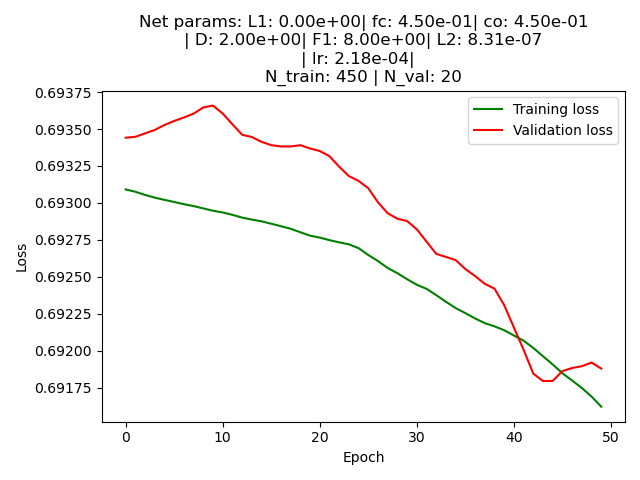 Net params: L1: 0.00e+00| fc: 4.50e-01| co: 4.50e-01
| D: 2.00e+00| F1: 8.00e+00| L2: 8.31e-07
| lr: 2.18e-04|
N_train: 450 | N_val: 20
Training loss
Validation loss
0.69375
0.69350
0.69325
0.69300
0.69275
0.69250
0.69225
0.69200
0.69175
Loss
0 10 20 30 40 50
Epoch